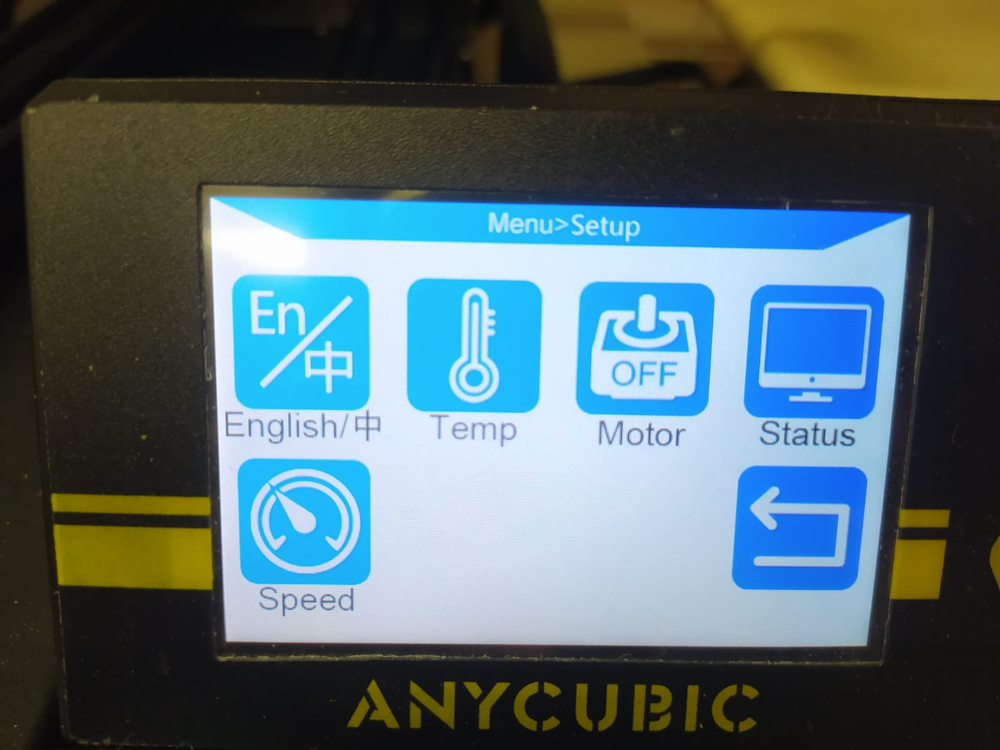 Menu>Setup
En/中
OFF
English/中
Temp
Motor
Status
Speed
ANYCUBIC